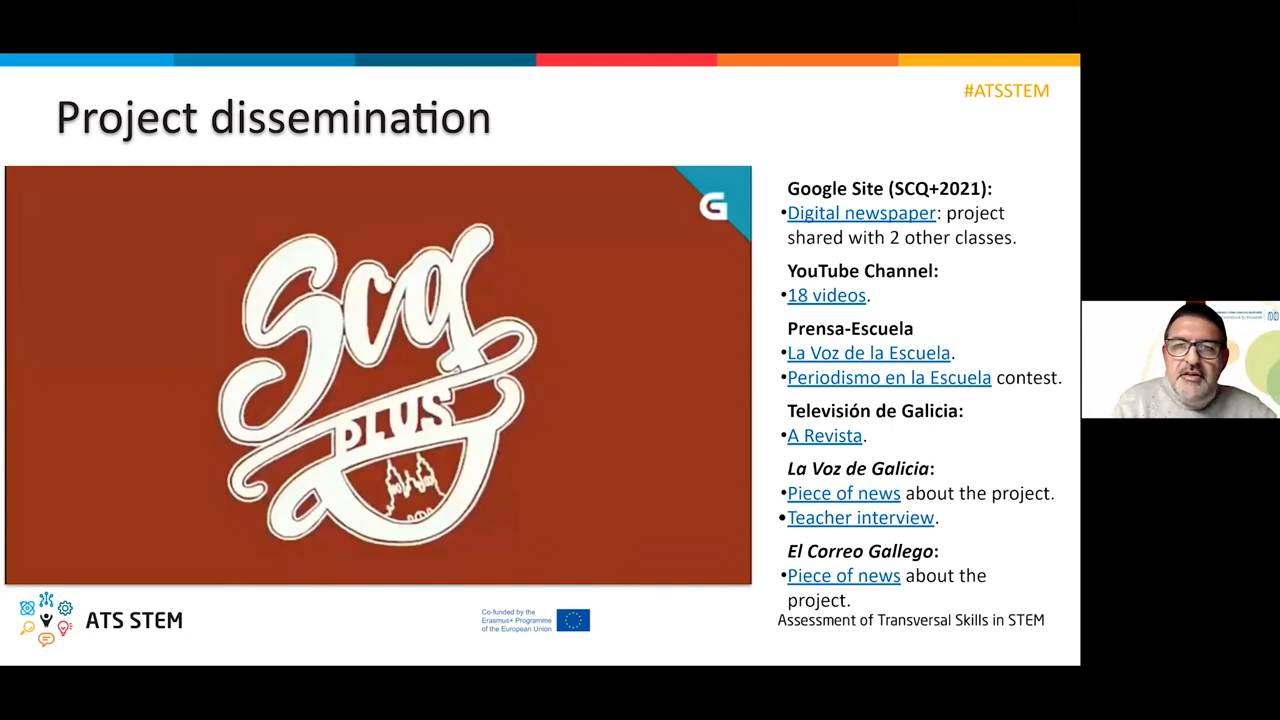 #ATSSTEM
Project dissemination
G
Scq
PLUS
Google Site (SCQ+2021):
•Digital newspaper: project
shared with 2 other classes.
YouTube Channel:
•18 videos.
Prensa-Escuela
•La Voz de la Escuela.
•Periodismo en la Escuela contest.
Televisión de Galicia:
•A Revista.
La Voz de Galicia:
•Piece of news about the project.
•Teacher interview.
El Correo Gallego:
•Piece of news about the
project.
ATS STEM
Co-funded by the
Erasmus+ Programme
of the European Union
Assessment of Transversal Skills in STEM